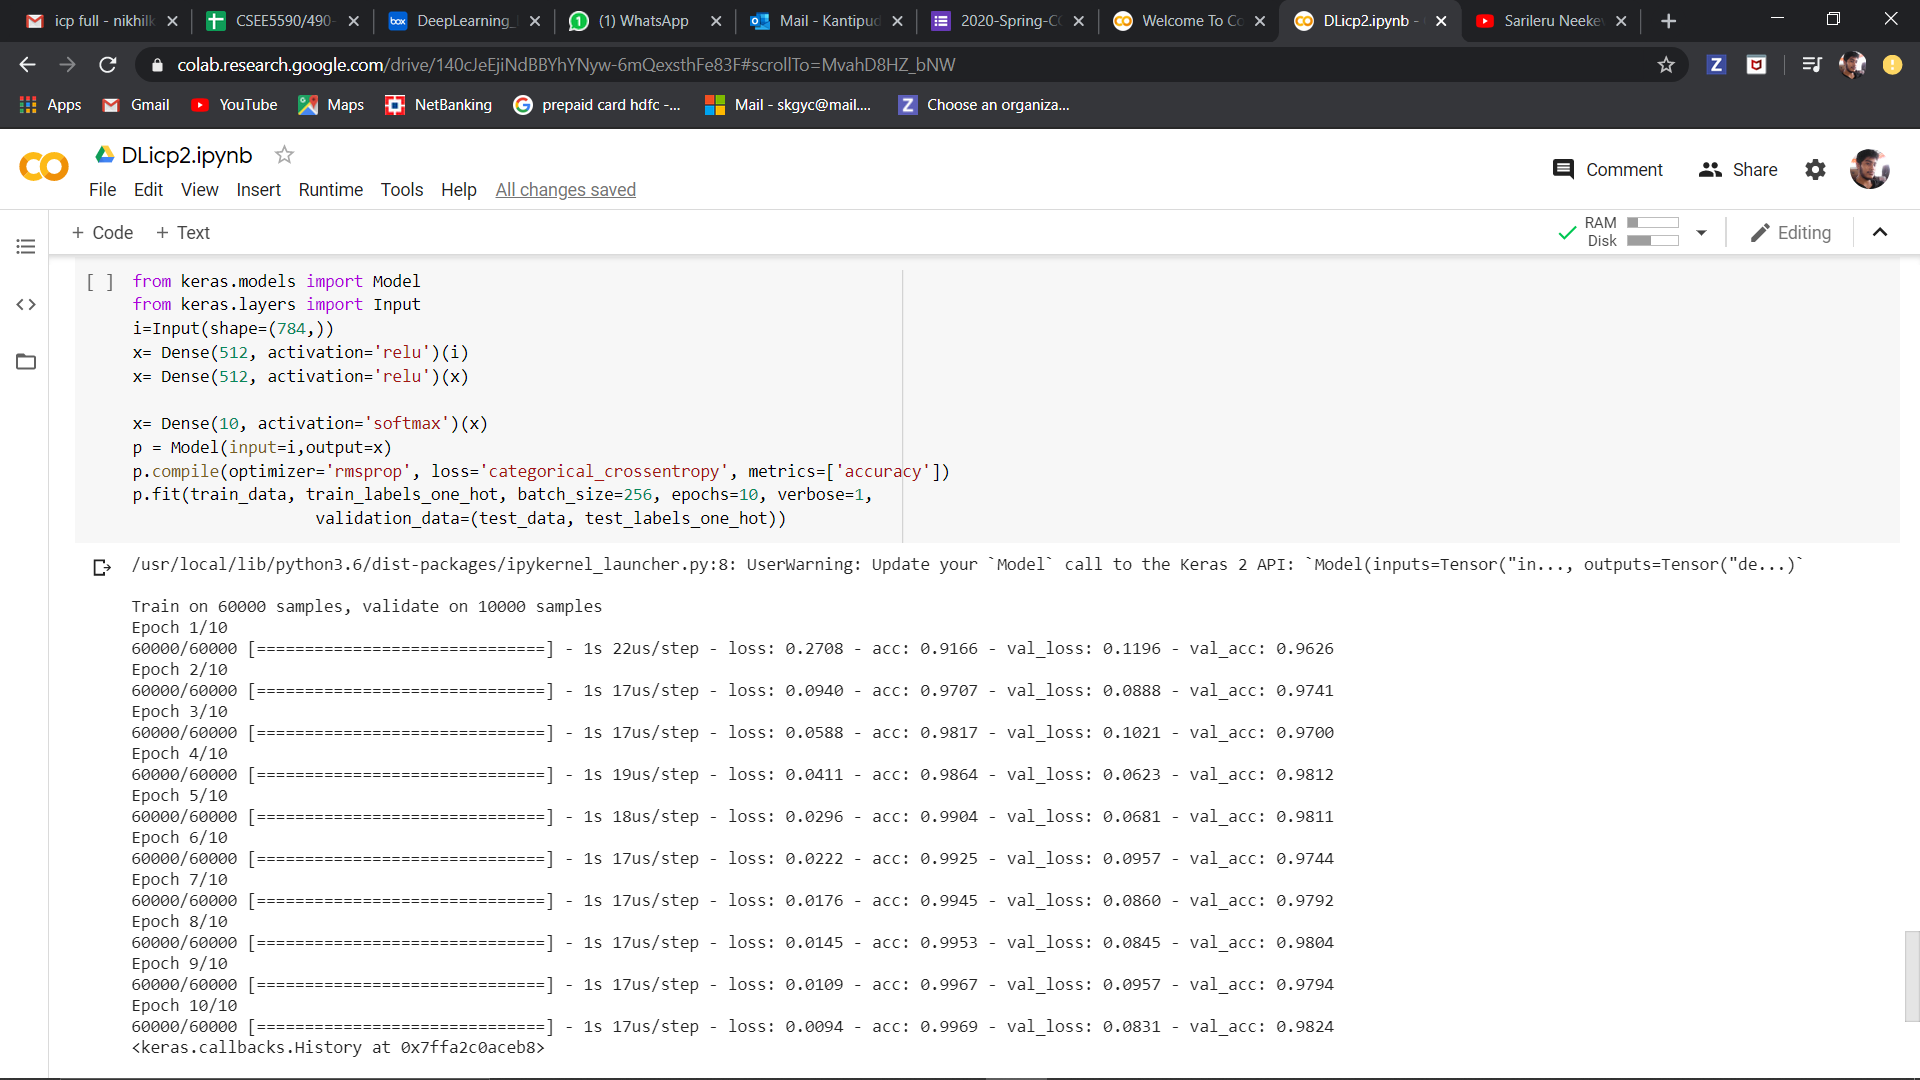 icp full - nikhilk
CSEE5590/490-
box DeepLearning_
(1) WhatsApp
Mail - Kantipud
2020-Spring-C
Welcome To Co
DLicp2.ipynb -
Sarileru Neekev
colab.research.google.com/drive/140cJeEjiNdBBYhYNyw-6mQexsthFe83F#scrollTo=MvahD8HZ_bNW
Apps Gmail YouTube Maps NetBanking prepaid card hdfc -... Mail - skgyc@mail.... Z Choose an organiza...
DLicp2.ipynb
Comment Share
File Edit View Insert Runtime Tools Help All changes saved
+ Code + Text
RAM
Disk
Editing
[ ] from keras.models import Model
from keras.layers import Input
i=Input(shape=(784,))
x= Dense(512, activation='relu')(i)
x= Dense(512, activation='relu')(x)
x= Dense(10, activation='softmax')(x)
p = Model(input=i,output=x)
p.compile(optimizer='rmsprop', loss='categorical_crossentropy', metrics=['accuracy'])
p.fit(train_data, train_labels_one_hot, batch_size=256, epochs=10, verbose=1,
validation_data=(test_data, test_labels_one_hot))
/usr/local/lib/python3.6/dist-packages/ipykernel_launcher.py:8: UserWarning: Update your `Model` call to the Keras 2 API: `Model(inputs=Tensor("in..., outputs=Tensor("de...)`
Train on 60000 samples, validate on 10000 samples
Epoch 1/10
60000/60000 [==============================] - 1s 22us/step - loss: 0.2708 - acc: 0.9166 - val_loss: 0.1196 - val_acc: 0.9626
Epoch 2/10
60000/60000 [==============================] - 1s 17us/step - loss: 0.0940 - acc: 0.9707 - val_loss: 0.0888 - val_acc: 0.9741
Epoch 3/10
60000/60000 [==============================] - 1s 17us/step - loss: 0.0588 - acc: 0.9817 - val_loss: 0.1021 - val_acc: 0.9700
Epoch 4/10
60000/60000 [==============================] - 1s 19us/step - loss: 0.0411 - acc: 0.9864 - val_loss: 0.0623 - val_acc: 0.9812
Epoch 5/10
60000/60000 [==============================] - 1s 18us/step - loss: 0.0296 - acc: 0.9904 - val_loss: 0.0681 - val_acc: 0.9811
Epoch 6/10
60000/60000 [==============================] - 1s 17us/step - loss: 0.0222 - acc: 0.9925 - val_loss: 0.0957 - val_acc: 0.9744
Epoch 7/10
60000/60000 [==============================] - 1s 17us/step - loss: 0.0176 - acc: 0.9945 - val_loss: 0.0860 - val_acc: 0.9792
Epoch 8/10
60000/60000 [==============================] - 1s 17us/step - loss: 0.0145 - acc: 0.9953 - val_loss: 0.0845 - val_acc: 0.9804
Epoch 9/10
60000/60000 [==============================] - 1s 17us/step - loss: 0.0109 - acc: 0.9967 - val_loss: 0.0957 - val_acc: 0.9794
Epoch 10/10
60000/60000 [==============================] - 1s 17us/step - loss: 0.0094 - acc: 0.9969 - val_loss: 0.0831 - val_acc: 0.9824
<keras.callbacks.History at 0x7ffa2c0aceb8>